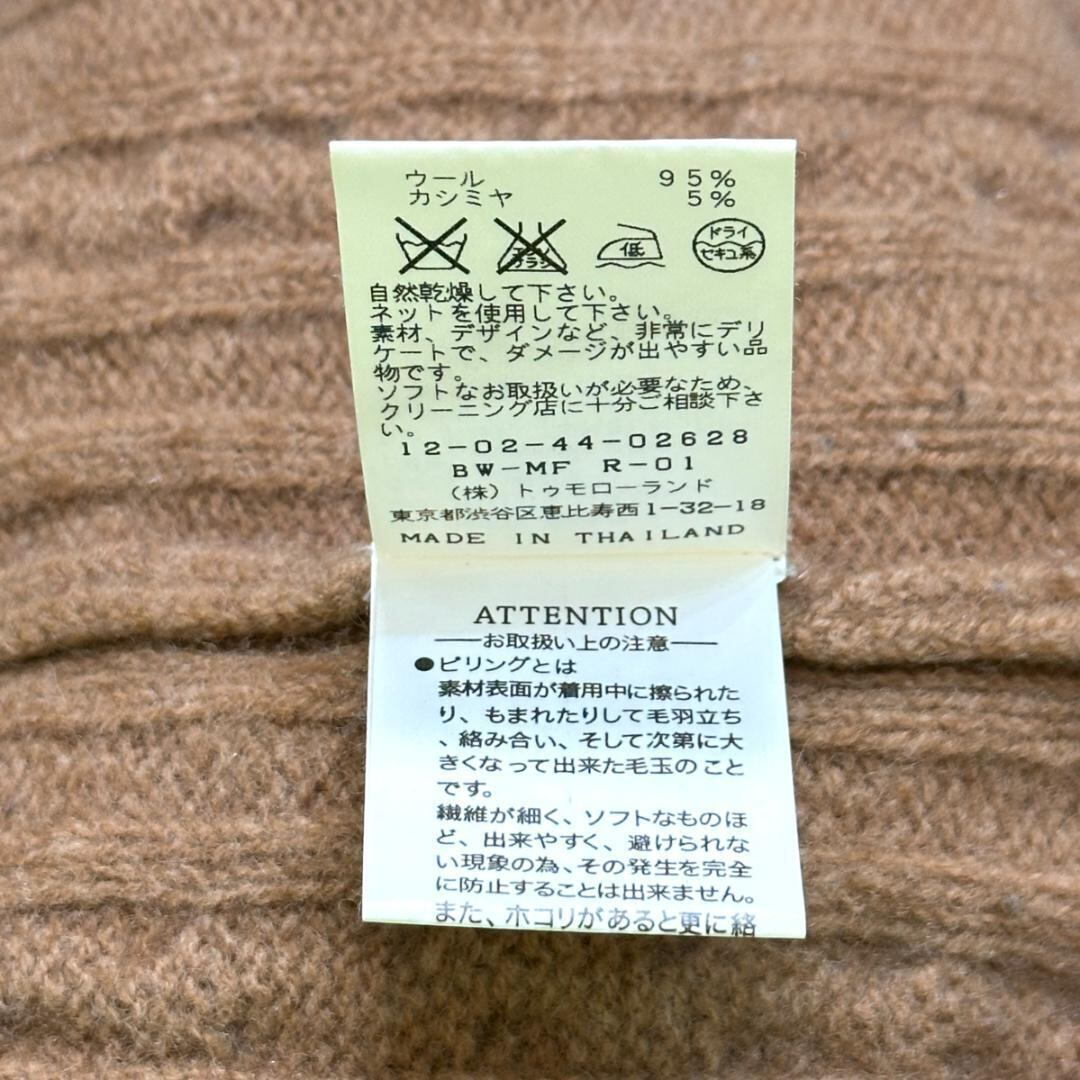 ウール 95%
カシミヤ 5%
エンソ
サラシ
低
ドライ
セキユ系
自然乾燥して下さい。
ネットを使用して下さい。
素材、デザインなど、非常にデリ
ケートで、ダメージが出やすい品
物です。
ソフトなお取扱いが必要なため、
クリーニング店に十分ご相談下さ
い。
12-02-44-02628
BW-MF R-01
(株)トゥモローランド
東京都渋谷区恵比寿西1-32-18
MADE IN THAILAND
ATTENTION
お取扱い上の注意
●ピリングとは
素材表面が着用中に擦られた
り、もまれたりして毛羽立ち
、絡み合い、そして次第に大
きくなって出来た毛玉のこと
です。
繊維が細く、ソフトなものほ
ど、出来やすく、避けられな
い現象の為、その発生を完全
に防止することは出来ません。
また、ホコリがあると更に絡